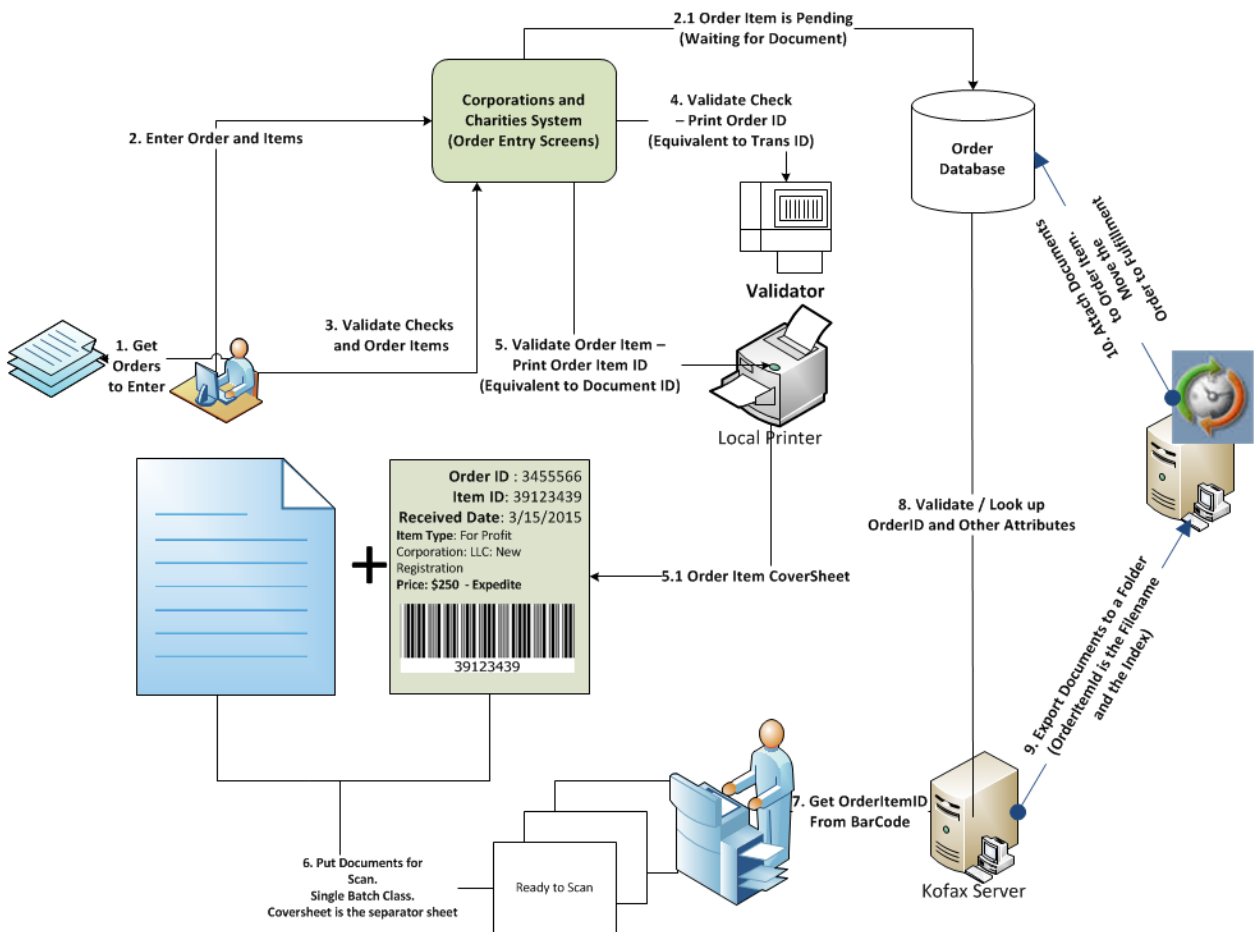 2.1 Order Item is Pending
(Waiting for Document)
Corporations and
Charities System
(Order Entry Screens)
4. Validate Check
– Print Order ID
(Equivalent to Trans ID)
2. Enter Order and Items
Order
Database
10. Attach Documents
to Order Item.
Move the
Order to Fulfillment
Validator
3. Validate Checks
and Order Items
1. Get
Orders
to Enter
5. Validate Order Item –
Print Order Item ID
(Equivalent to Document ID)
Local Printer
Order ID : 3455566
Item ID: 39123439
Received Date: 3/15/2015
Item Type: For Profit
Corporation: LLC: New
Registration
Price: $250 - Expedite
39123439
+
5.1 Order Item CoverSheet
8. Validate / Look up
OrderID and Other Attributes
9. Export Documents to a Folder
(OrderItemId is the Filename
and the Index)
7. Get OrderItemID
From BarCode
Kofax Server
6. Put Documents for
Scan.
Single Batch Class.
Coversheet is the separator sheet
Ready to Scan